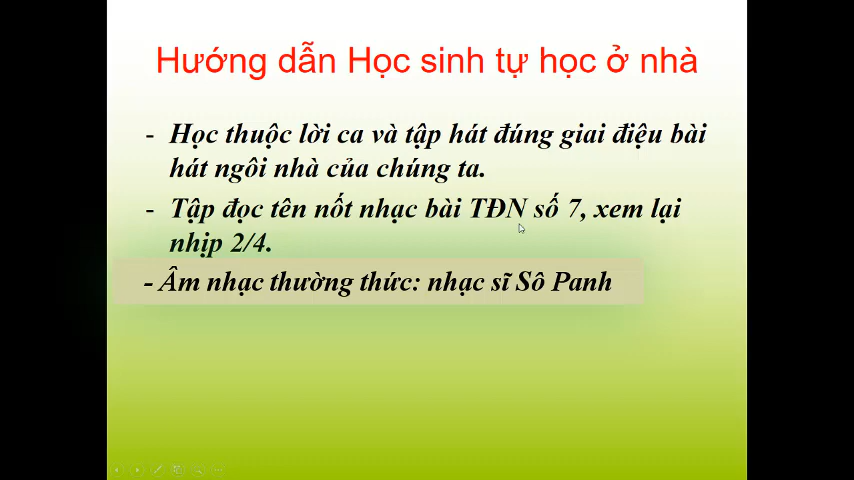 Hướng dẫn Học sinh tự học ở nhà
- Học thuộc lời ca và tập hát đúng giai điệu bài
hát ngôi nhà của chúng ta.
- Tập đọc tên nốt nhạc bài TĐN số 7, xem lại
nhịp 2/4.
- Âm nhạc thường thức: nhạc sĩ Sô Panh